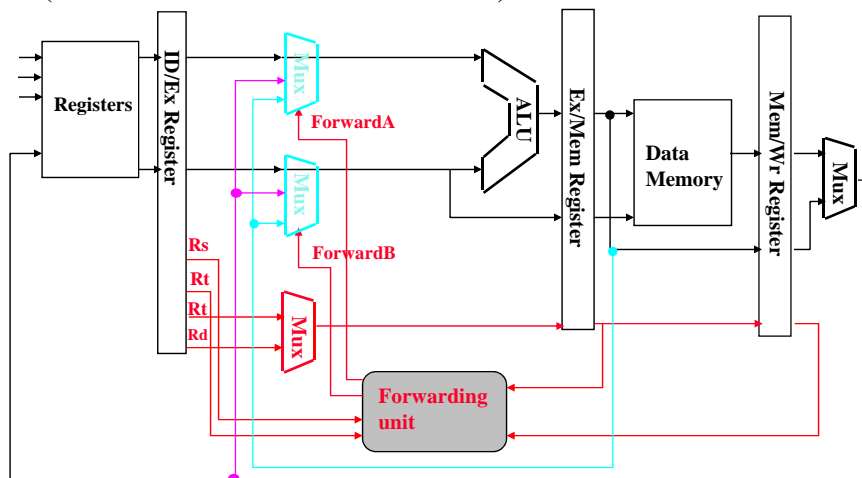 Registers
ID/Ex Register
Mux
ForwardA
Mux
ForwardB
ALU
Ex/Mem Register
Data
Memory
Mem/Wr Register
Mux
Rs
Rt
Rt
Rd
Mux
Forwarding
unit